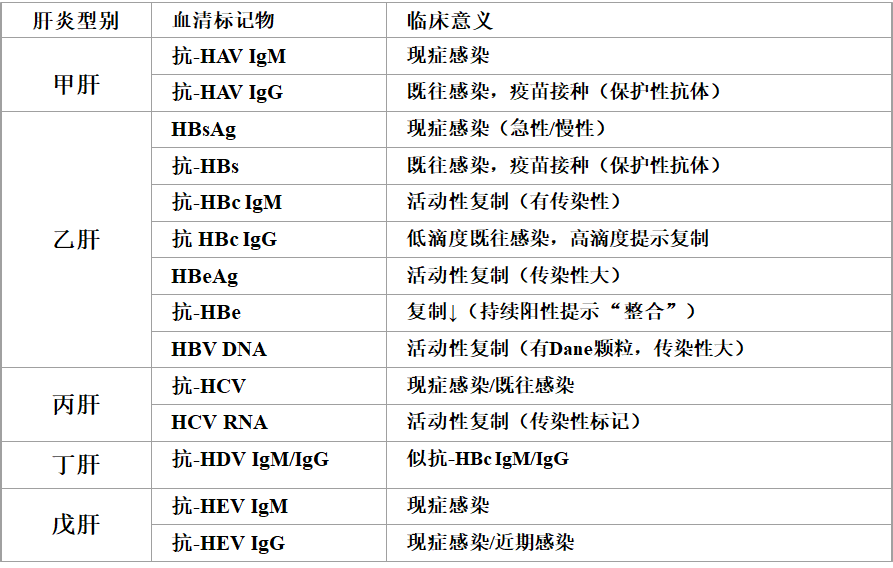 肝炎型别 血清标记物 临床意义
甲肝 抗-HAV IgM 现症感染
抗-HAV IgG 既往感染，疫苗接种（保护性抗体）
乙肝 HBsAg 现症感染（急性/慢性）
抗-HBs 既往感染，疫苗接种（保护性抗体）
抗-HBc IgM 活动性复制（有传染性）
抗 HBc IgG 低滴度既往感染，高滴度提示复制
HBeAg 活动性复制（传染性大）
抗-HBe 复制↓（持续阳性提示“整合”）
HBV DNA 活动性复制（有Dane颗粒，传染性大）
丙肝 抗-HCV 现症感染/既往感染
HCV RNA 活动性复制（传染性标记）
丁肝 抗-HDV IgM/IgG 似抗-HBc IgM/IgG
戊肝 抗-HEV IgM 现症感染
抗-HEV IgG 现症感染/近期感染